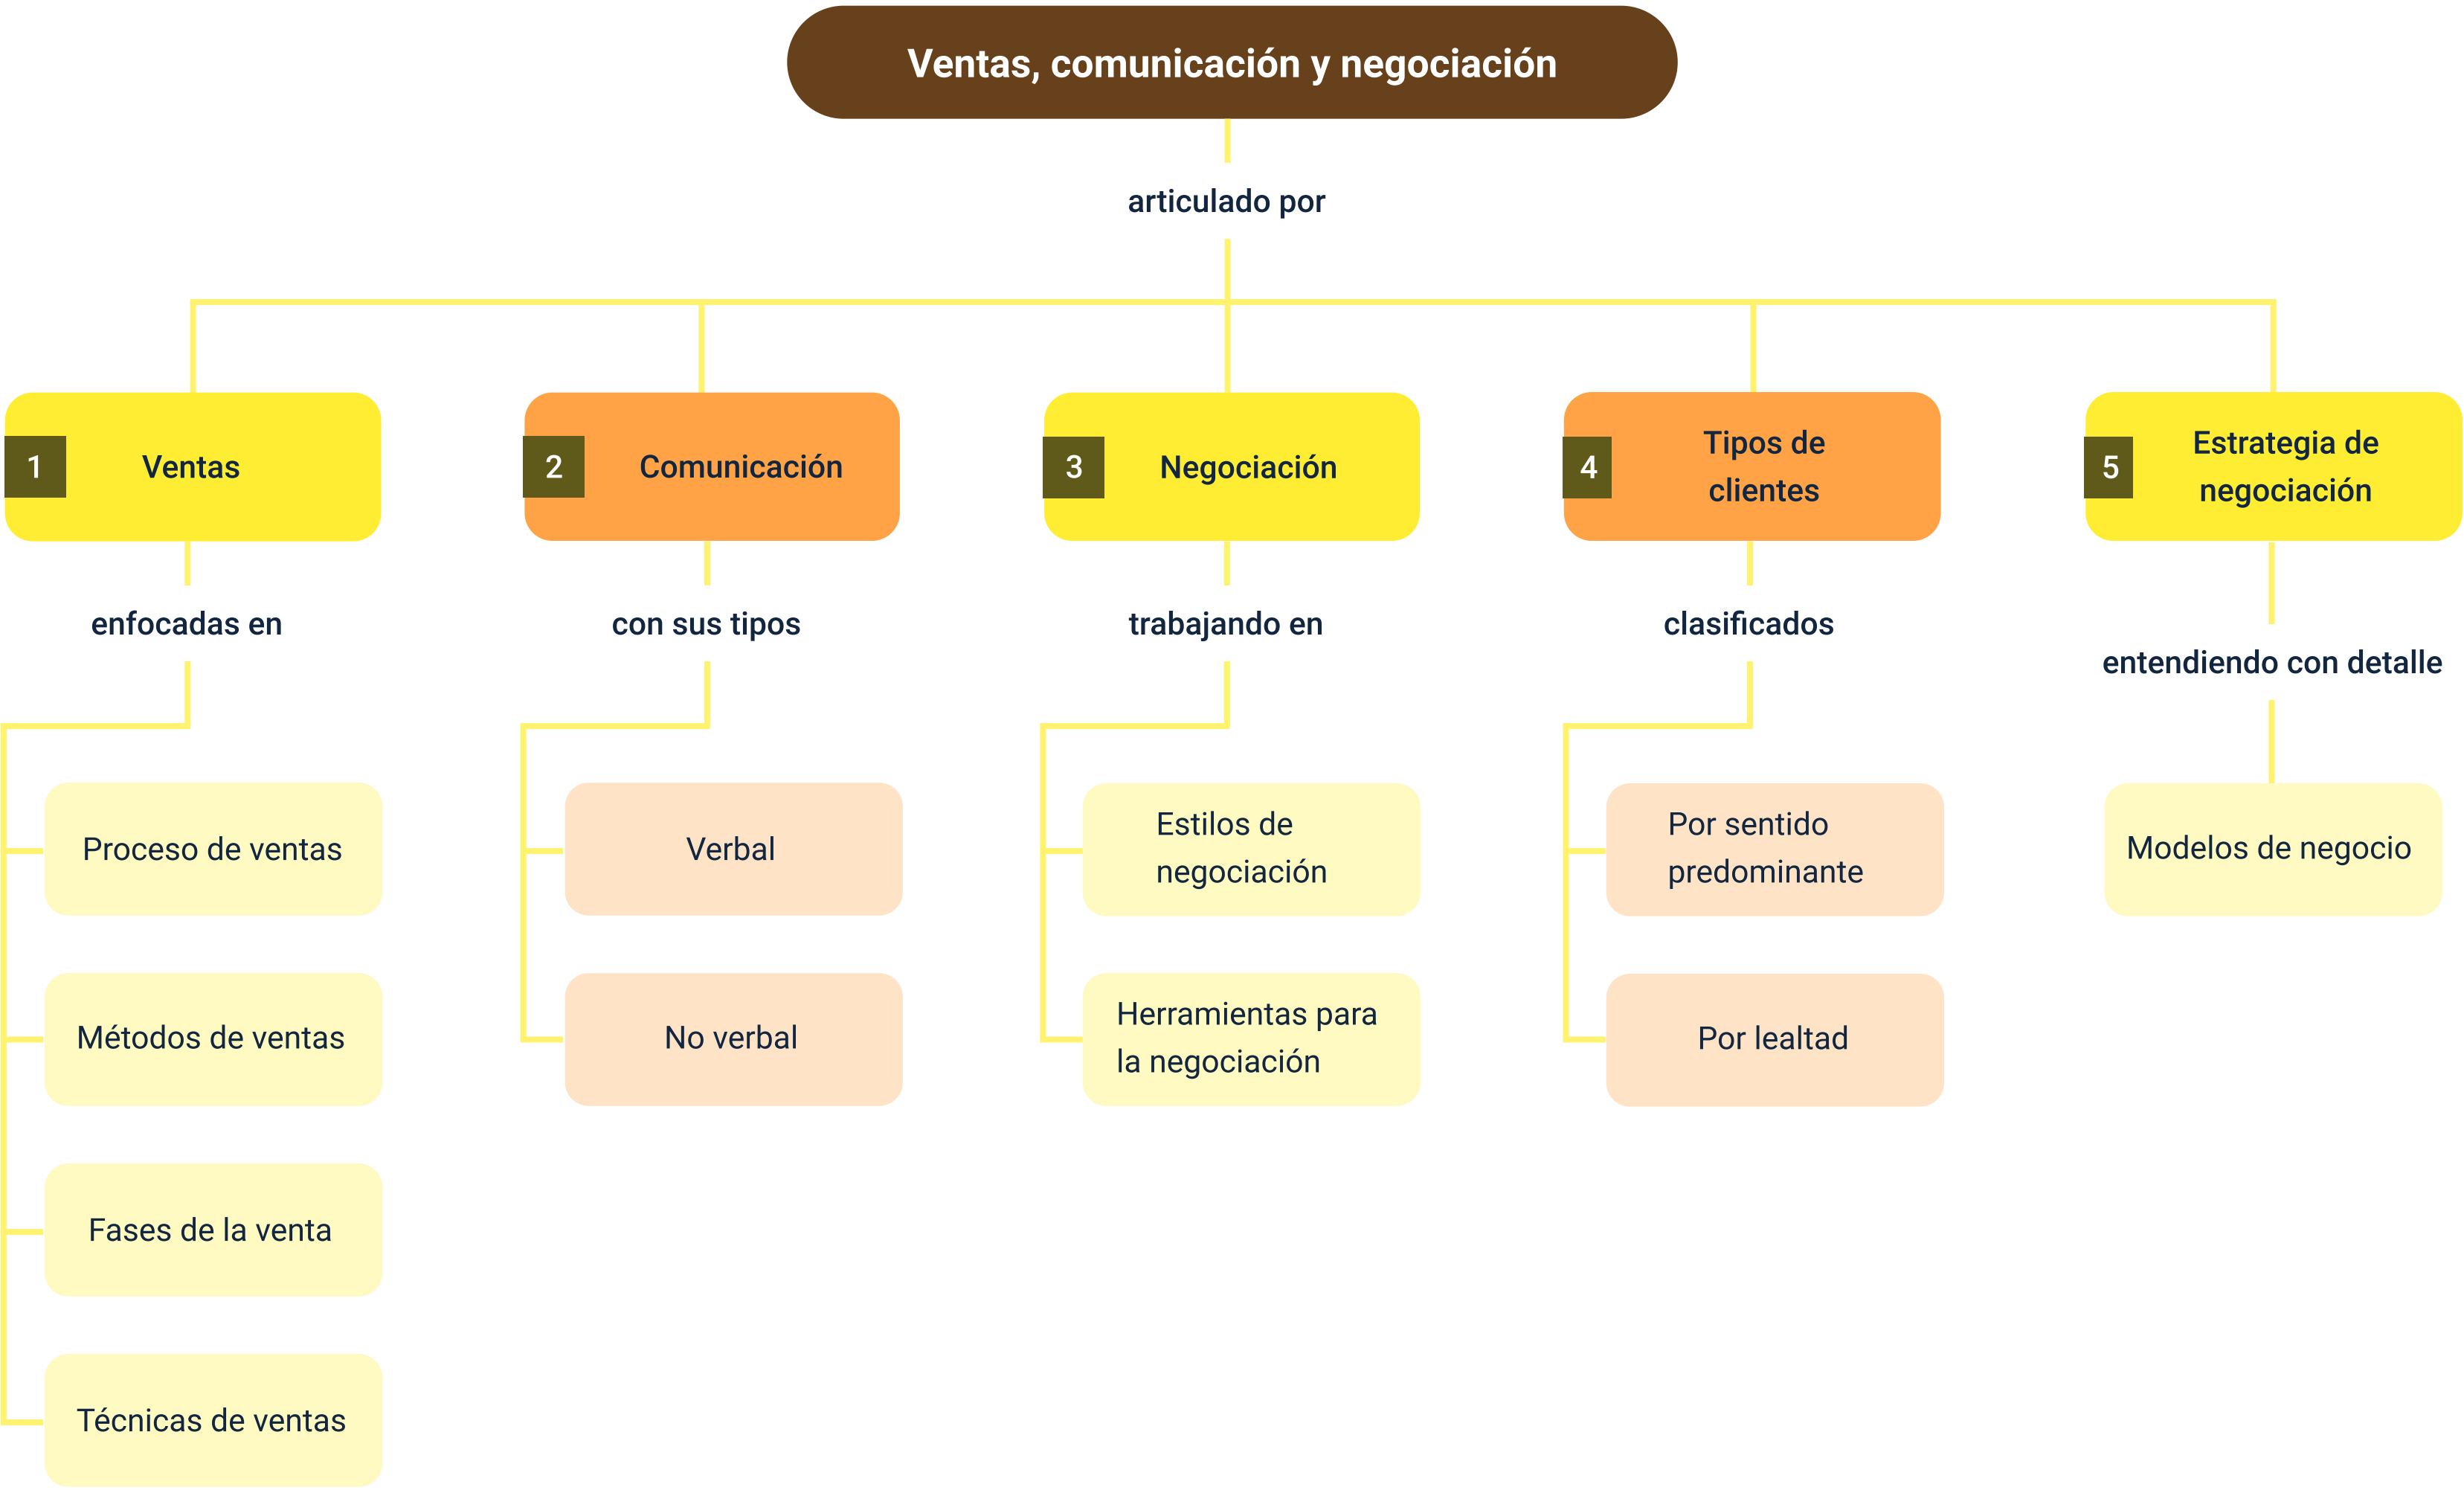 Ventas, comunicación y negociación
articulado por
1
Ventas
enfocadas en
Proceso de ventas
Métodos de ventas
Fases de la venta
Técnicas de ventas
2
Comunicación
con sus tipos
Verbal
No verbal
3
Negociación
trabajando en
Estilos de
negociación
Herramientas para
la negociación
4
Tipos de
clientes
clasificados
Por sentido
predominante
Por lealtad
5
Estrategia de
negociación
entendiendo con detalle
Modelos de negocio